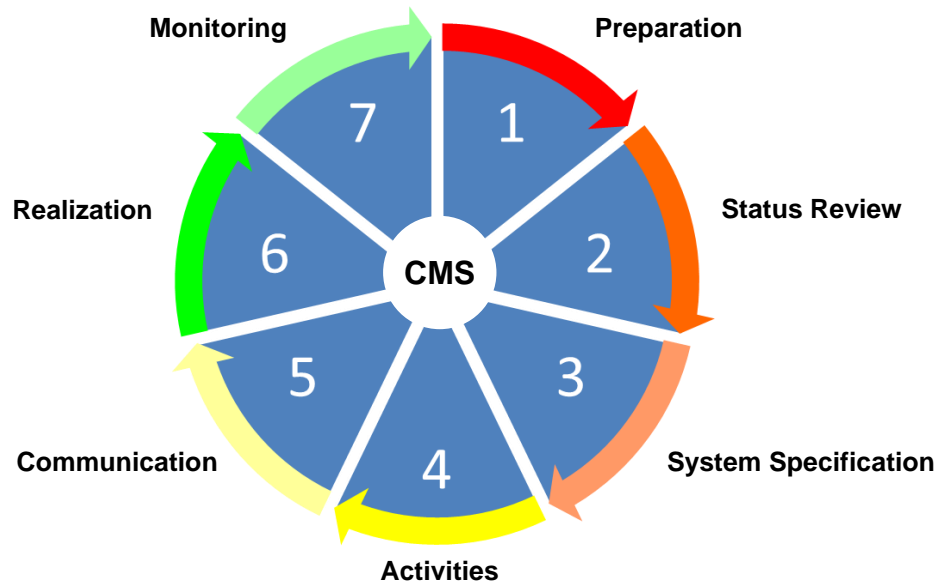 Monitoring
Preparation
7
1
Realization
Status Review
6
2
CMS
5
3
Communication
System Specification
4
Activities